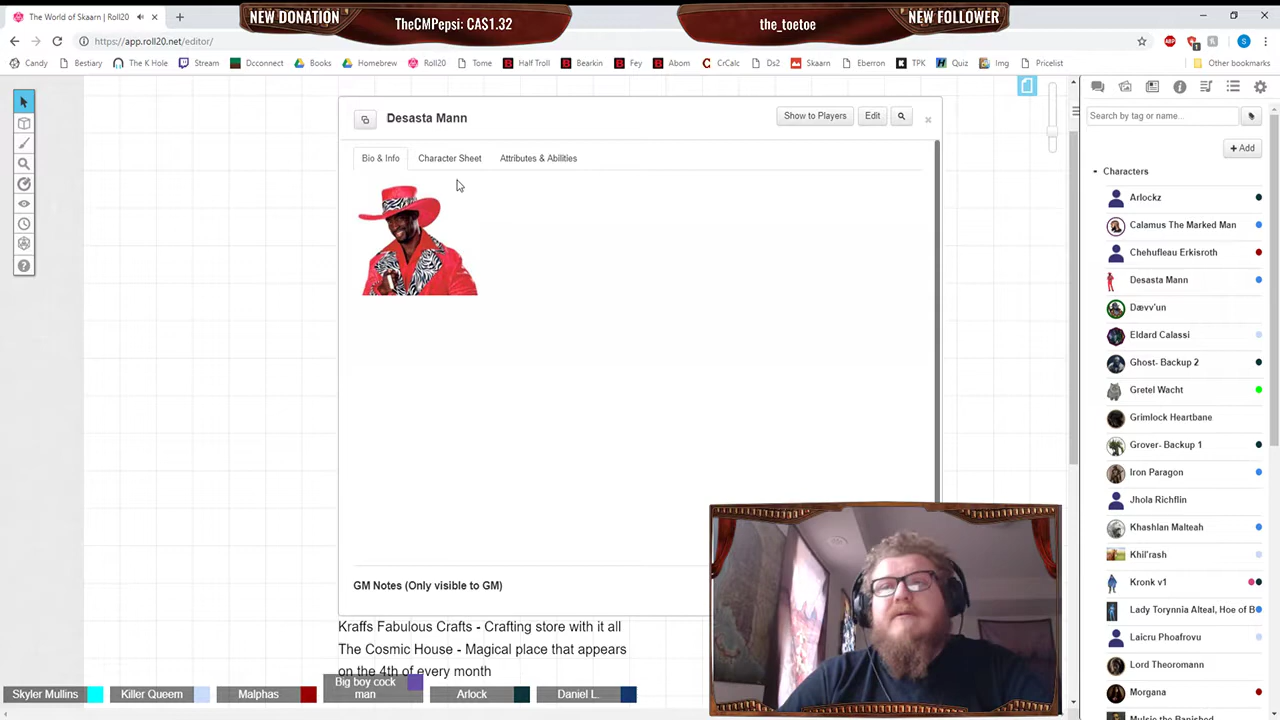 The World of Skaarn | Roll20
NEW DONATION
TheCMPepsi: CA$1.32
the_toetoe
NEW FOLLOWER
https://app.roll20.net/editor/
Candy
Bestiary
The K Hole
Stream
Dcconnect
Books
Homebrew
Roll20
Tome
Half Troll
Bearkin
Fey
Abom
CrCalc
Ds2
Skaarn
Eberron
TPK
Quiz
Img
Pricelist
Other bookmarks
Desasta Mann
Show to Players
Edit
Bio & Info
Character Sheet
Attributes & Abilities
GM Notes (Only visible to GM)
Kraffs Fabulous Crafts - Crafting store with it all
The Cosmic House - Magical place that appears
on the 4th of every month
Skyler Mullins
Killer Queem
Malphas
Big boy cock
man
Arlock
Daniel L.
Search by tag or name...
+ Add
Characters
Arlockz
Calamus The Marked Man
Chehufleau Erkisroth
Desasta Mann
Dævv'un
Eldard Calassi
Ghost- Backup 2
Gretel Wacht
Grimlock Heartbane
Grover- Backup 1
Iron Paragon
Jhola Richflin
Khashlan Malteah
Khil'rash
Kronk v1
Lady Torynnia Alteal, Hoe of B
Laicru Phoafrovu
Lord Theoromann
Morgana
Mulsie the Banished